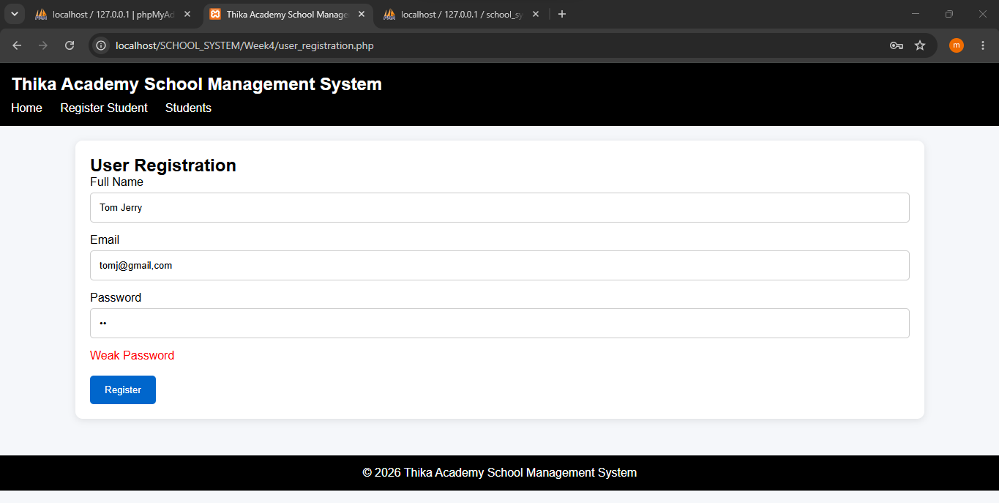 localhost / 127.0.0.1 | phpMyAd
Thika Academy School Manage
localhost / 127.0.0.1 / school_sy
localhost/SCHOOL_SYSTEM/Week4/user_registration.php
m
Thika Academy School Management System
Home Register Student Students
User Registration
Full Name
Tom Jerry
Email
tomj@gmail,com
Password
••
Weak Password
Register
© 2026 Thika Academy School Management System